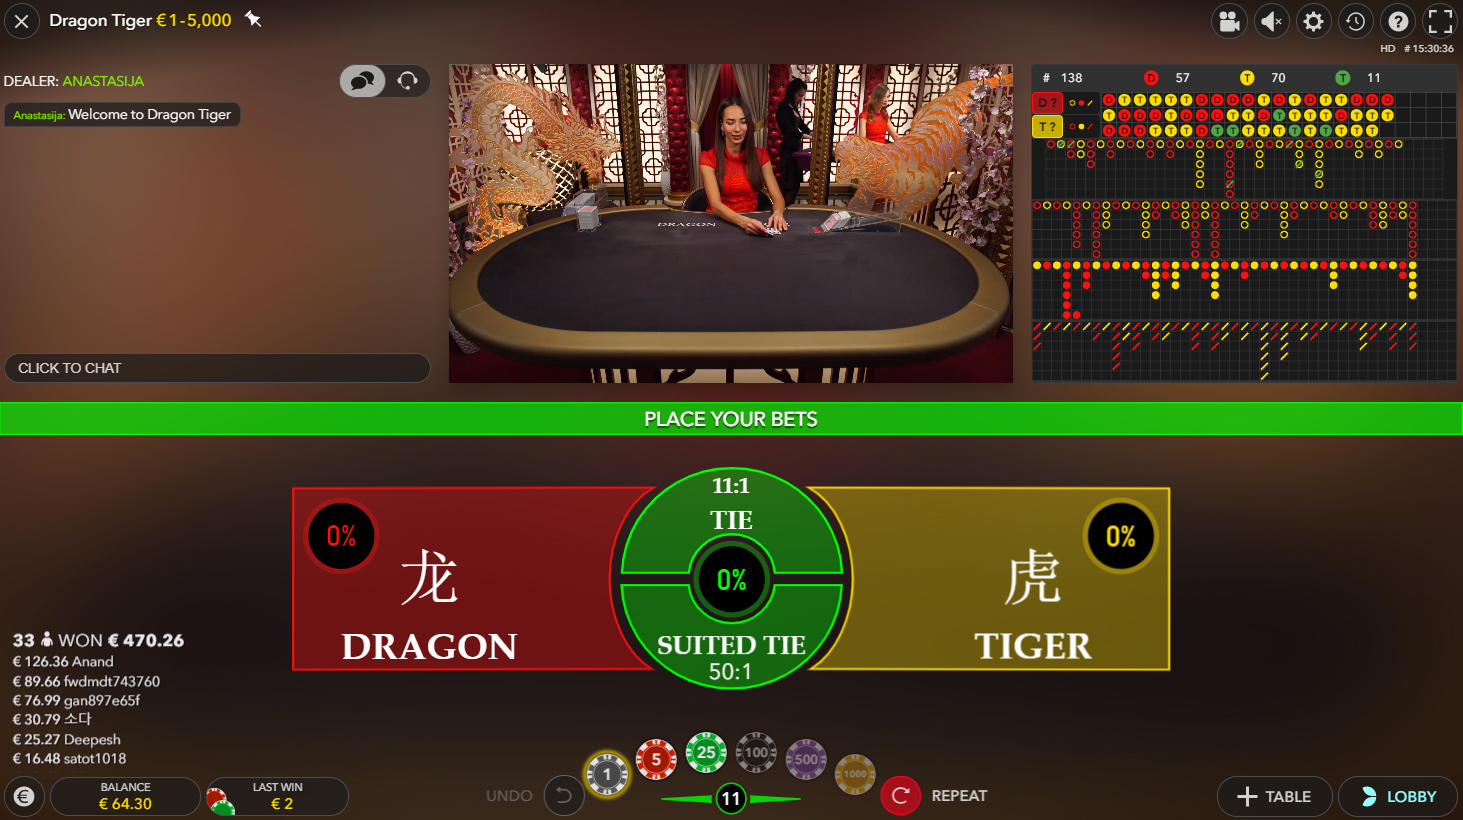 Dragon Tiger € 1-5,000
HD # 15:30:36
DEALER: ANASTASIJA
Anastasija: Welcome to Dragon Tiger
CLICK TO CHAT
DRAGON
# 138 D 57 T 70 T 11
D ?
T ?
D T T T T T D D D D T D T D T T D D D
PLACE YOUR BETS
0%
龙
DRAGON
11:1
TIE
0%
SUITED TIE
50:1
0%
虎
TIGER
33 WON € 470.26
€ 126.36 Anand
€ 89.66 fwdmdt743760
€ 76.99 gan897e65f
€ 30.79 소다
€ 25.27 Deepesh
€ 16.48 satot1018
€
BALANCE
€ 64.30
LAST WIN
€ 2
UNDO
1 5 25 100 500 1000
11
REPEAT
TABLE
LOBBY